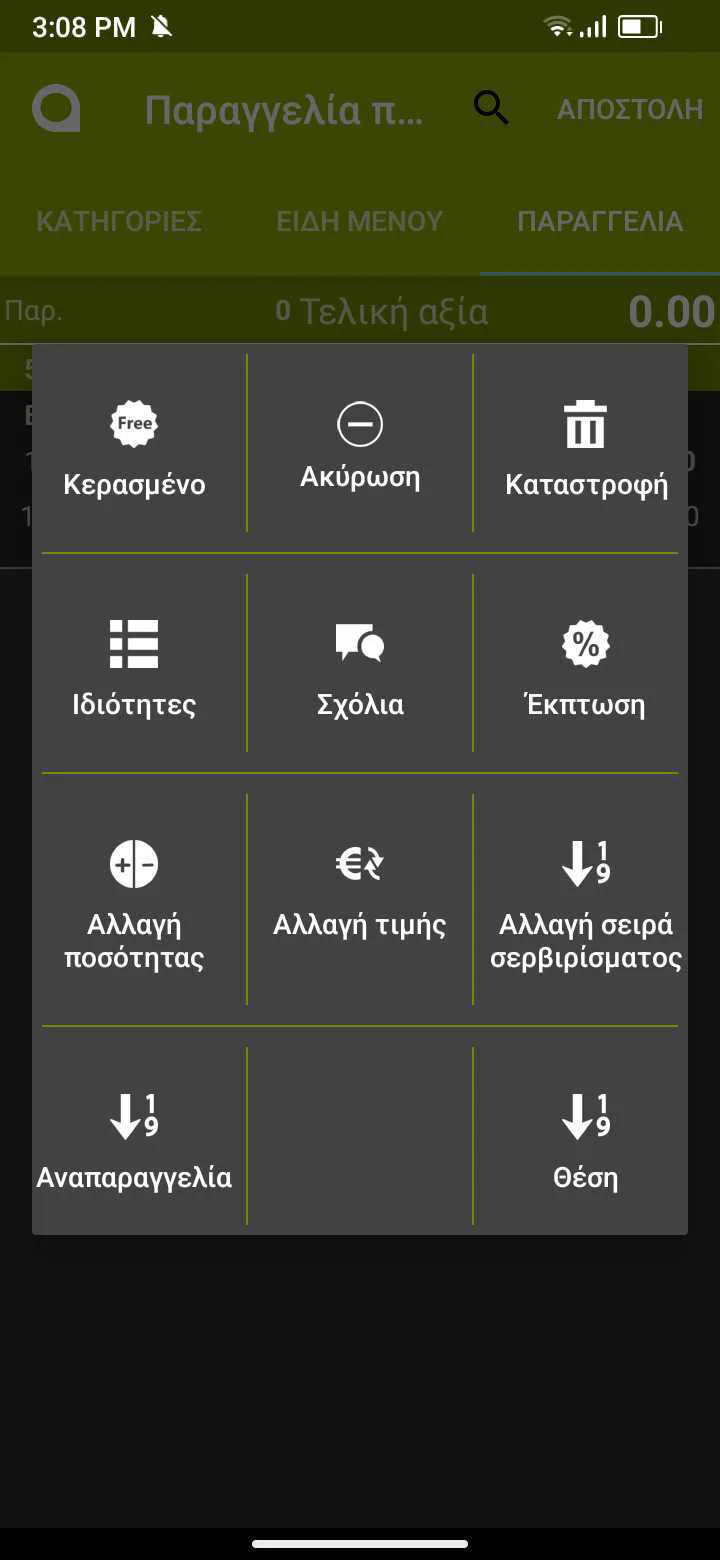 3:08 PM
Παραγγελία π... ΑΠΟΣΤΟΛΗ
ΚΑΤΗΓΟΡΙΕΣ ΕΙΔΗ ΜΕΝΟΥ ΠΑΡΑΓΓΕΛΙΑ
Παρ. 0 Τελική αξία 0.00
Free
%
Κερασμένο Ακύρωση Καταστροφή
Ιδιότητες Σχόλια Έκπτωση
Αλλαγή ποσότητας
Αλλαγή τιμής
Αλλαγή σειρά σερβιρίσματος
1
9
Αναπαραγγελία
1
9
Θέση
1
9